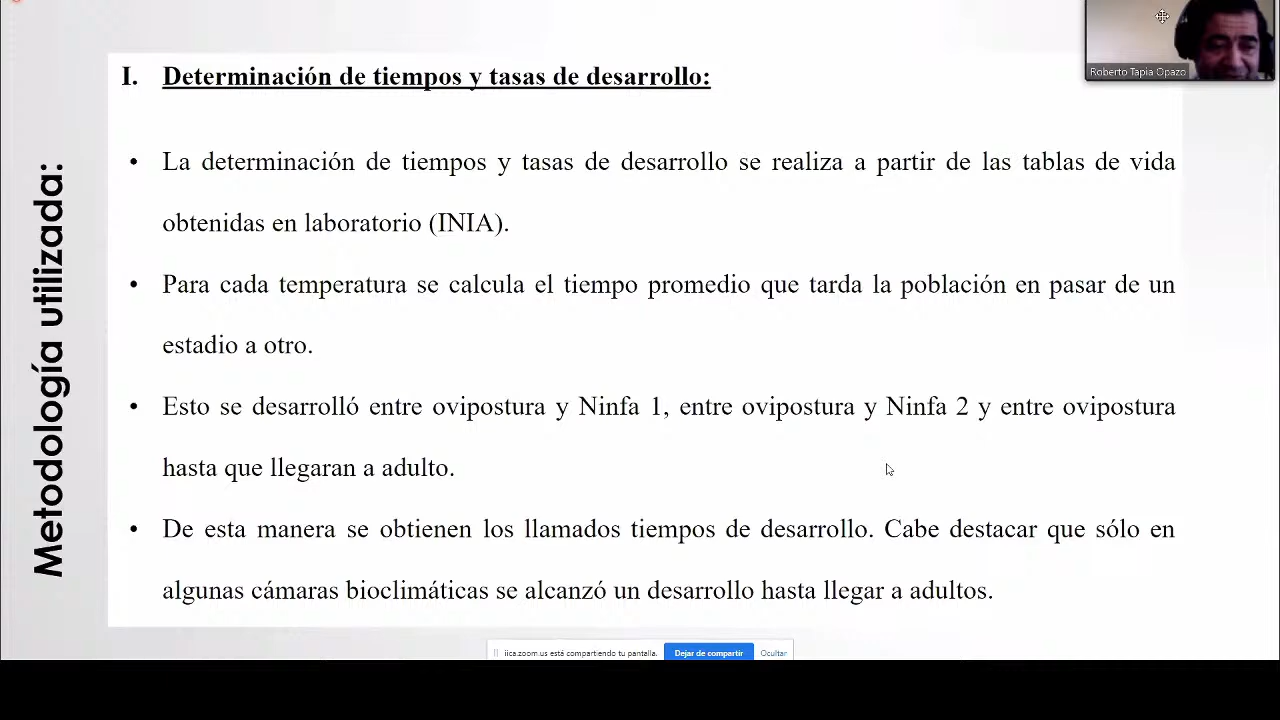 Roberto Tapia Opazo
Metodología utilizada:
I. Determinación de tiempos y tasas de desarrollo:
• La determinación de tiempos y tasas de desarrollo se realiza a partir de las tablas de vida
obtenidas en laboratorio (INIA).
• Para cada temperatura se calcula el tiempo promedio que tarda la población en pasar de un
estadio a otro.
• Esto se desarrolló entre ovipostura y Ninfa 1, entre ovipostura y Ninfa 2 y entre ovipostura
hasta que llegaran a adulto.
• De esta manera se obtienen los llamados tiempos de desarrollo. Cabe destacar que sólo en
algunas cámaras bioclimáticas se alcanzó un desarrollo hasta llegar a adultos.
iica.zoom.us está compartiendo tu pantalla. Dejar de compartir Ocultar